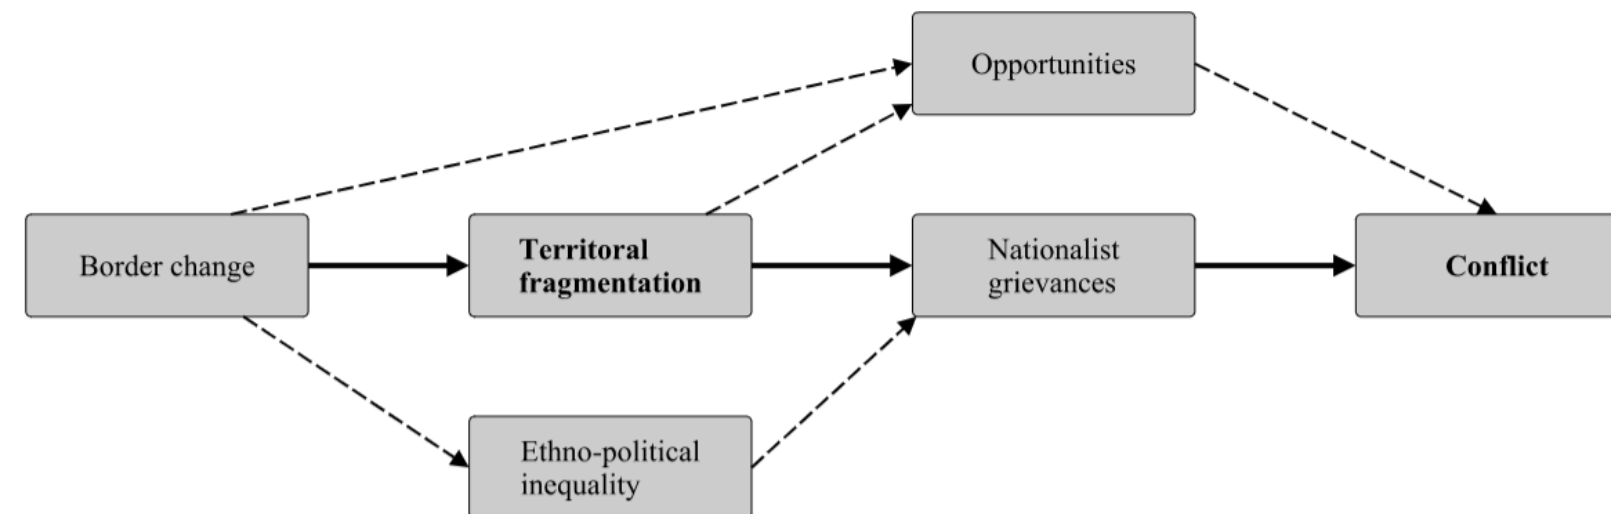 Opportunities
Border change
Territoral
fragmentation
Nationalist
grievances
Conflict
Ethno-political
inequality